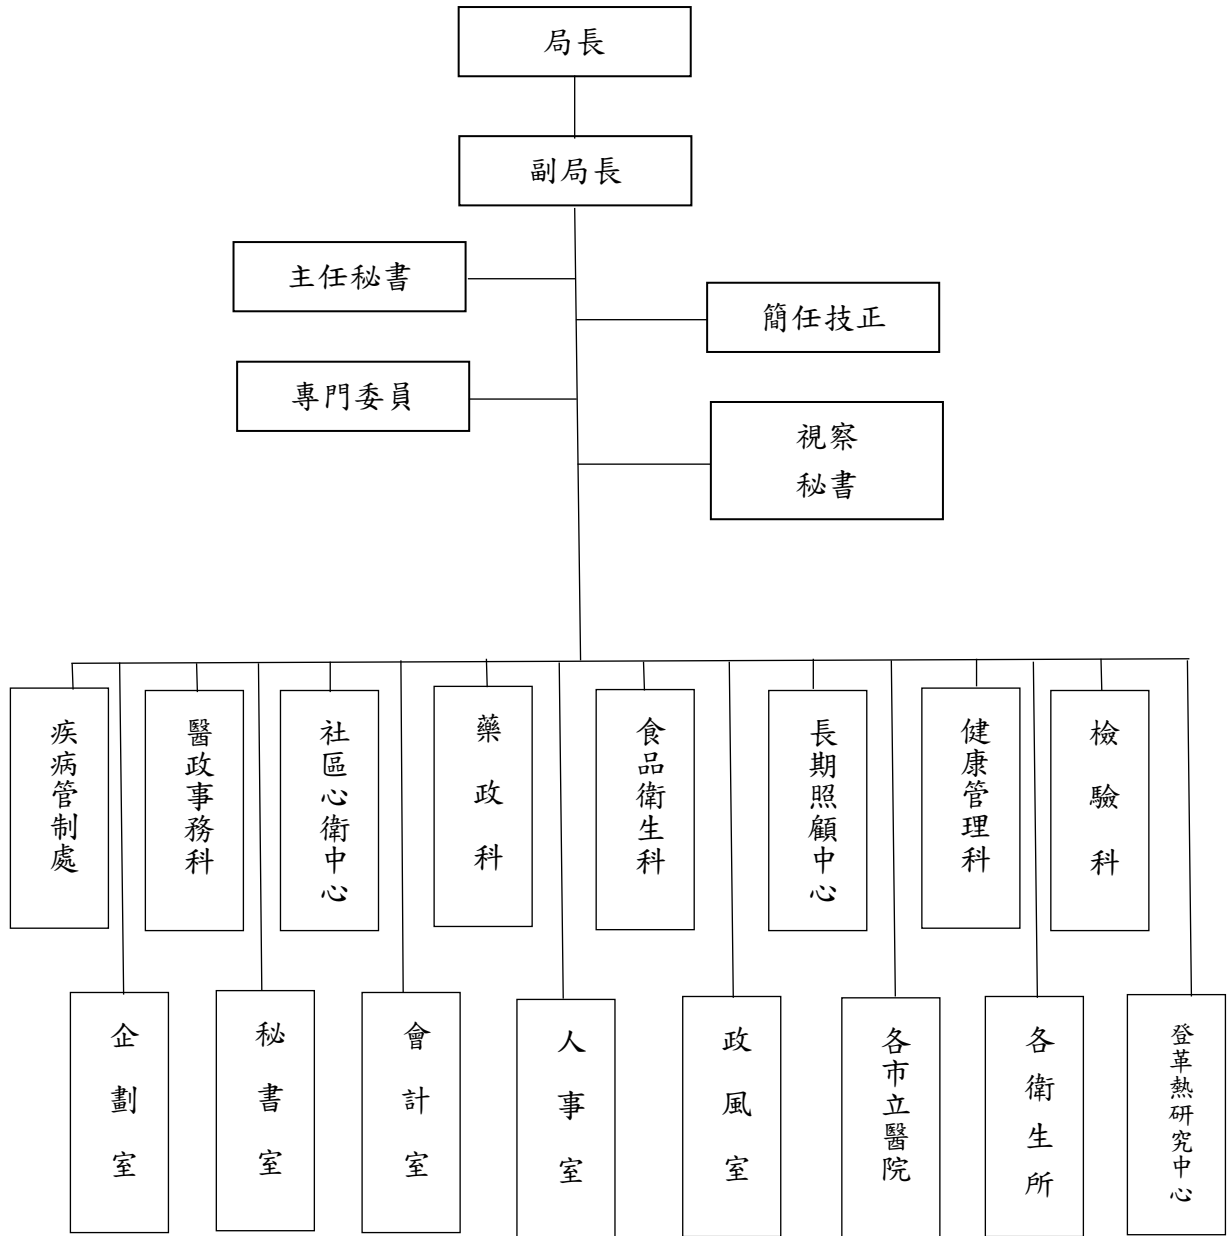 局長
副局長
主任秘書
簡任技正
專門委員
視察
秘書
疾病管制處
醫政事務科
社區心衛中心
藥政科
食品衛生科
長期照顧中心
健康管理科
檢驗科
企劃室
秘書室
會計室
人事室
政風室
各市立醫院
各衛生所
登革熱研究中心